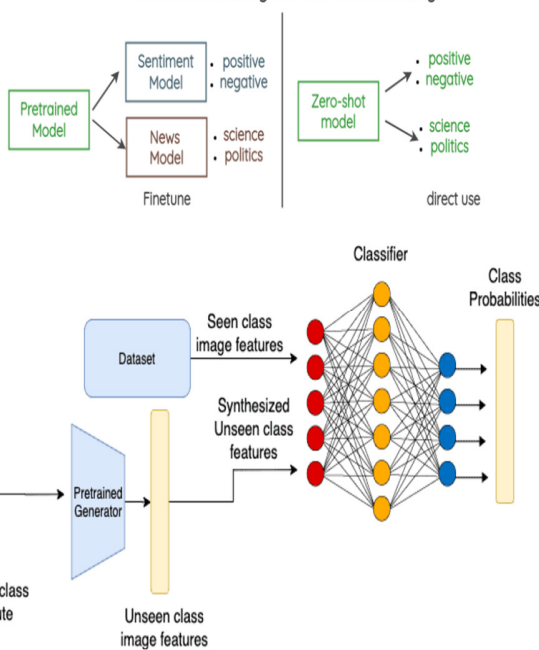 Pretrained
Model
Sentiment
Model
• positive
• negative
News
Model
• science
• politics
Finetune
Zero-shot
model
• positive
• negative
• science
• politics
direct use
Classifier
Class
Probabilities
Dataset
Seen class
image features
Synthesized
Unseen class
features
Pretrained
Generator
class
Unseen class
image features